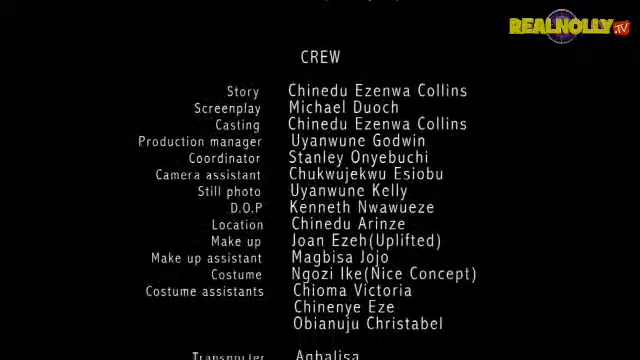 REALNOLLY.TV
CREW
Story Chinedu Ezenwa Collins
Screenplay Michael Duoch
Casting Chinedu Ezenwa Collins
Production manager Uyanwune Godwin
Coordinator Stanley Onyebuchi
Camera assistant Chukwujekwu Esiobu
Still photo Uyanwune Kelly
D.O.P Kenneth Nwawueze
Location Chinedu Arinze
Make up Joan Ezeh(Uplifted)
Make up assistant Magbisa Jojo
Costume Ngozi Ike(Nice Concept)
Costume assistants Chioma Victoria
Chinenye Eze
Obianuju Christabel
Transporter Agbalisa